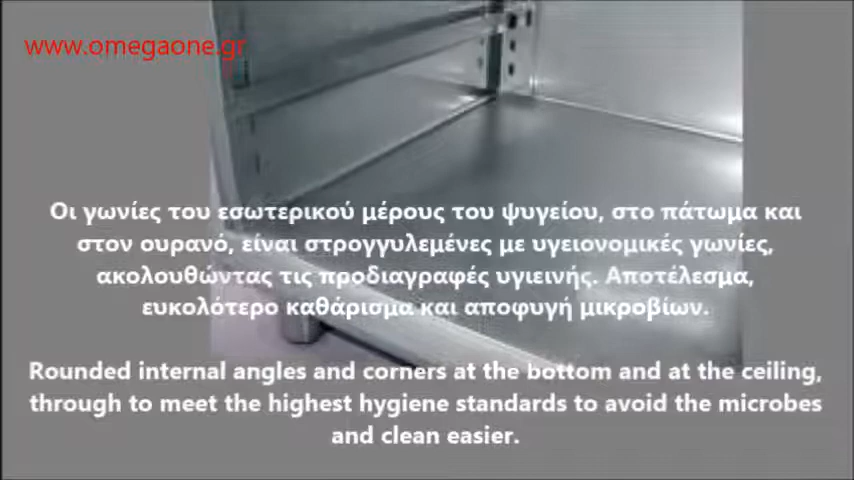 www.omegaone.gr
Οι γωνίες του εσωτερικού μέρους του ψυγείου, στο πάτωμα και
στον ουρανό, είναι στρογγυλεμένες με υγειονομικές γωνίες,
ακολουθώντας τις προδιαγραφές υγιεινής. Αποτέλεσμα,
ευκολότερο καθάρισμα και αποφυγή μικροβίων.
Rounded internal angles and corners at the bottom and at the ceiling,
through to meet the highest hygiene standards to avoid the microbes
and clean easier.